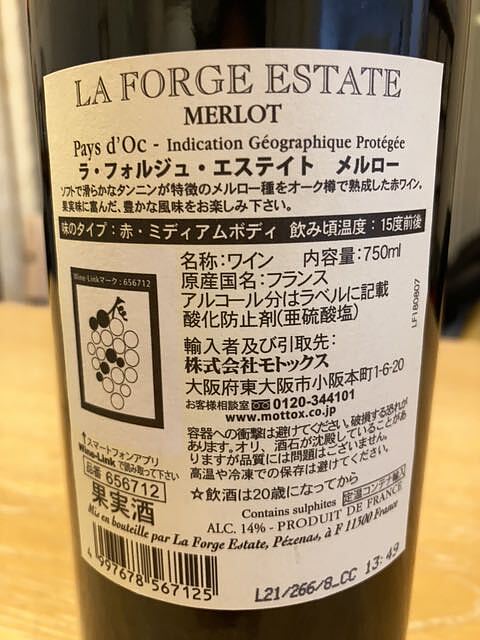 LA FORGE ESTATE
MERLOT
Pays d'Oc - Indication Géographique Protégée
ラ・フォルジュ・エステイト　メルロー
ソフトで滑らかなタンニンが特徴のメルロー種をオーク樽で熟成した赤ワイン。
果実味に富んだ、豊かな風味をお楽しみ下さい。
味のタイプ：赤・ミディアムボディ　飲み頃温度：15度前後
名称：ワイン　内容量：750ml
原産国名：フランス
アルコール分はラベルに記載
酸化防止剤(亜硫酸塩)
LF180807
Wine-Linkマーク：656712
輸入者及び引取先：
株式会社モトックス
大阪府東大阪市小阪本町1-6-20
お客様相談室 0120-344101
www.mottox.co.jp
容器への衝撃は避けてください。破損する恐れが
あります。オリ、酒石が沈殿していることがあ
りますが品質には問題はございません。
高温や冷凍での保存は避けてください。
↑スマートフォンアプリ
Wine-Linkで読み取って下さい
品番 656712
果実酒
☆飲酒は20歳になってから
定温コンテナ輸入
Contains sulphites
ALC. 14% - PRODUIT DE FRANCE
Mis en bouteille par La Forge Estate, Pézenas, à F 11300 France
4 997678 567125
L21/266/8_CC 13:49